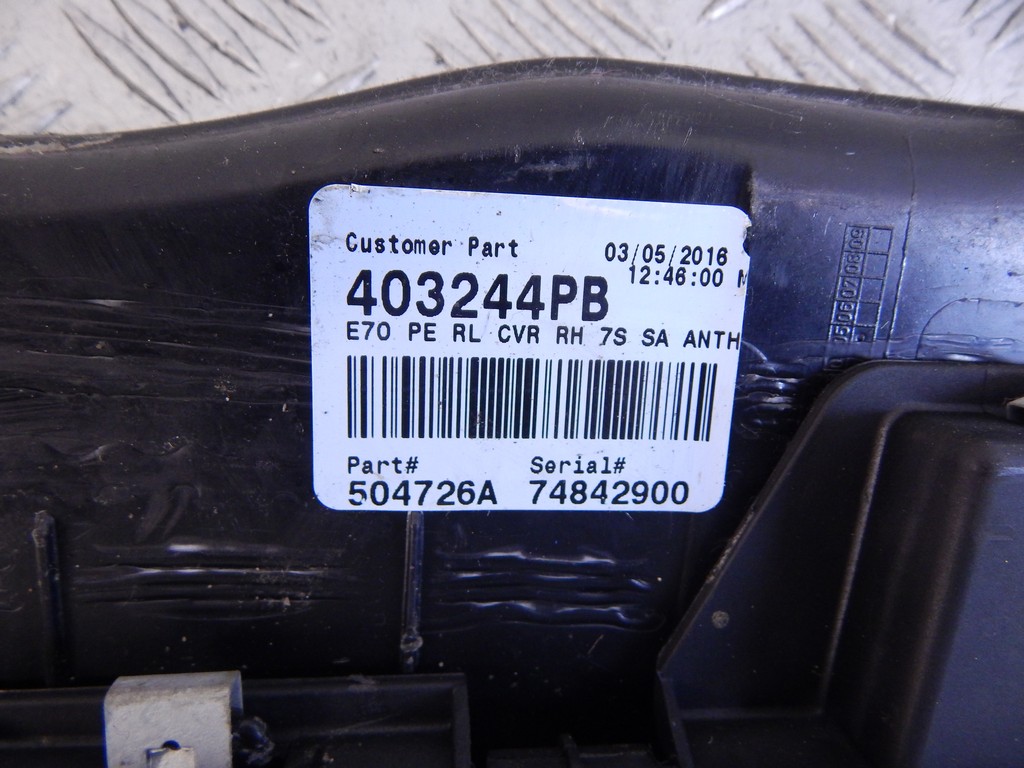 Customer Part 03/05/2016
403244PB 12:46:00
E70 PE RL CVR RH 7S SA ANTH
Part# Serial#
504726A 74842900